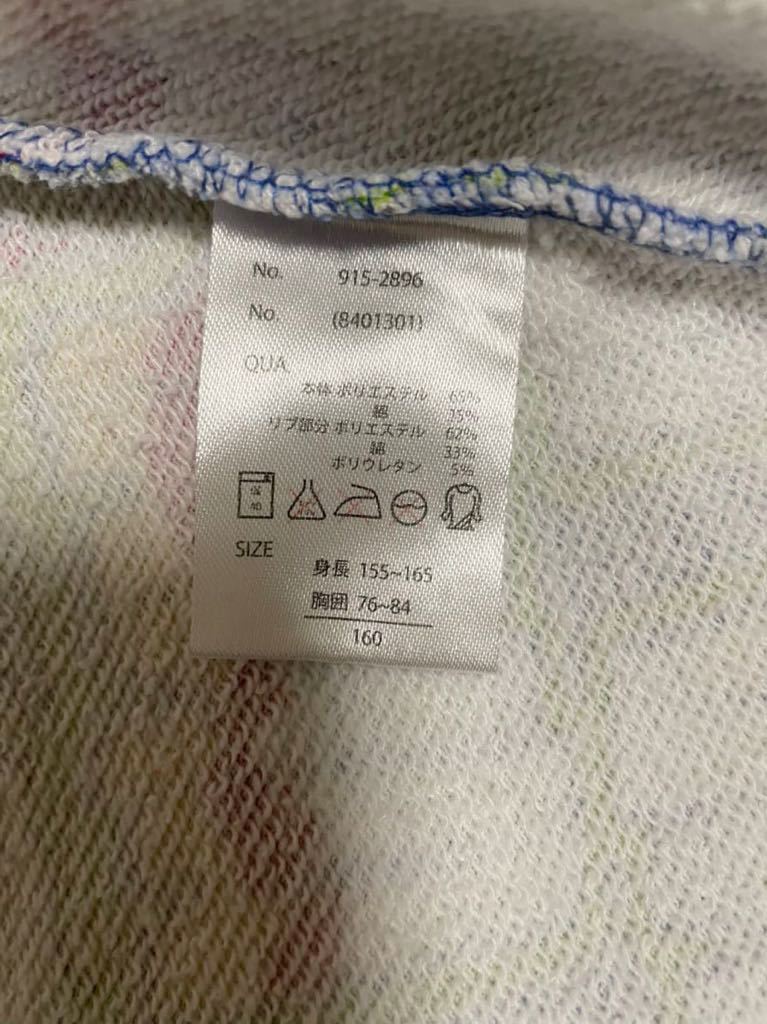 No. 915-2896
No. (8401301)
QUA.
本体 ポリエステル 65%
綿 35%
リブ部分 ポリエステル 62%
綿 33%
ポリウレタン 5%
SIZE
身長 155~165
胸囲 76~84
160